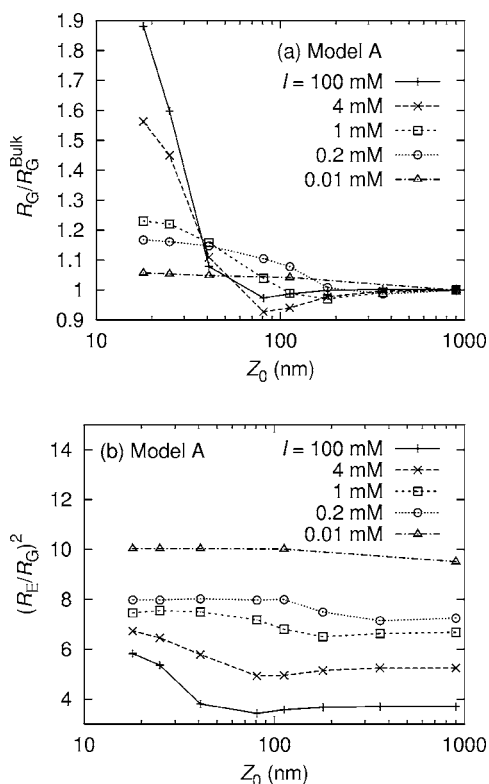 1.9
1.8
1.7
1.6
1.5
1.4
1.3
1.2
1.1
1.0
0.9
R_G/R_G^Bulk
(a) Model A
I = 100 mM
4 mM
1 mM
0.2 mM
0.01 mM
10 100 1000
Z_0 (nm)
14
12
10
8
6
4
(R_E/R_G)^2
(b) Model A
I = 100 mM
4 mM
1 mM
0.2 mM
0.01 mM
10 100 1000
Z_0 (nm)